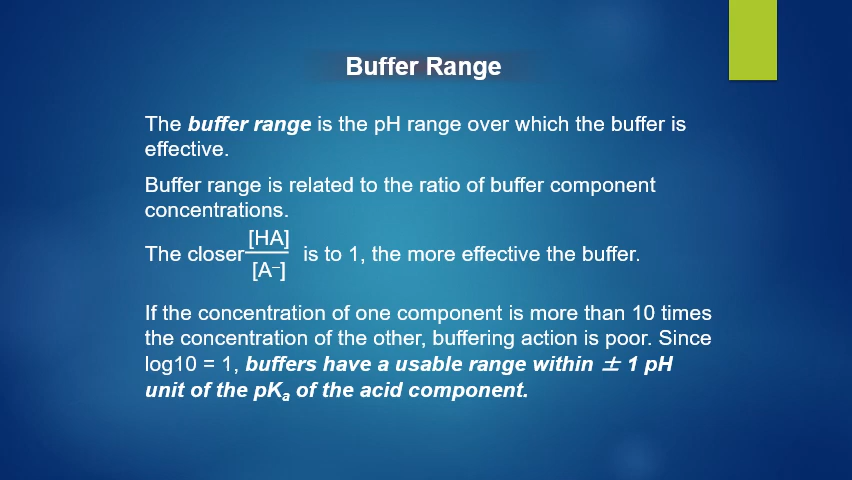 Buffer Range
The buffer range is the pH range over which the buffer is
effective.
Buffer range is related to the ratio of buffer component
concentrations.
[HA]
The closer is to 1, the more effective the buffer.
[A–]
If the concentration of one component is more than 10 times
the concentration of the other, buffering action is poor. Since
log10 = 1, buffers have a usable range within ± 1 pH
unit of the pKₐ of the acid component.